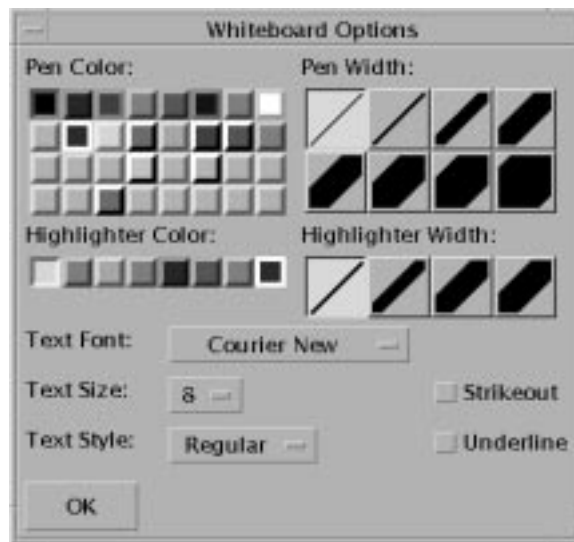 Whiteboard Options
Pen Color: Pen Width:
Highlighter Color: Highlighter Width:
Text Font: Courier New
Text Size: 8 Strikeout
Text Style: Regular Underline
OK